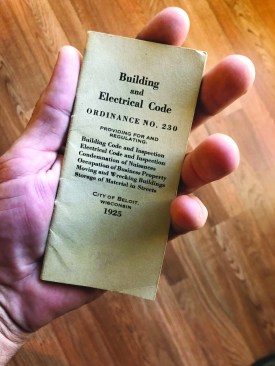 Building
and
Electrical Code
ORDINANCE NO. 230
PROVIDING FOR AND
REGULATING:
Building Code and Inspection
Electrical Code and Inspection
Condemnation of Nuisances
Occupation of Business Property
Moving and Wrecking Buildings
Storage of Material in Streets
CITY OF BELOIT,
WISCONSIN
1925